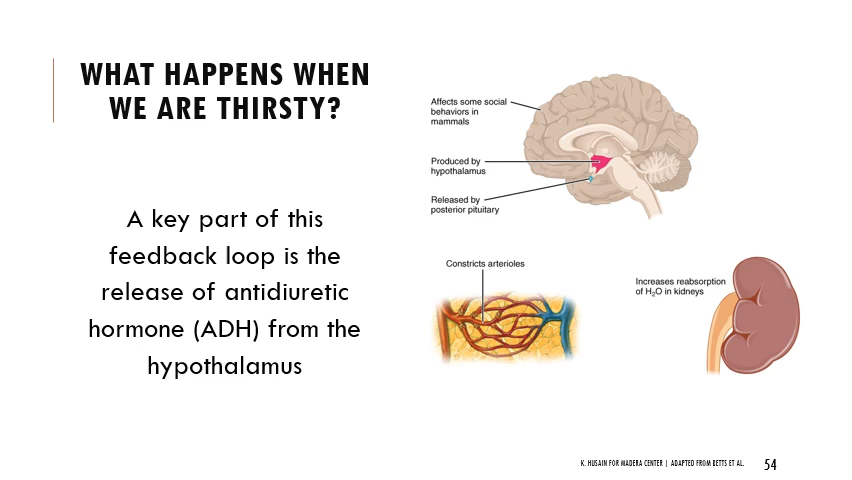 WHAT HAPPENS WHEN
WE ARE THIRSTY?
A key part of this
feedback loop is the
release of antidiuretic
hormone (ADH) from the
hypothalamus
Affects some social
behaviors in
mammals
Produced by
hypothalamus
Released by
posterior pituitary
Constricts arterioles
Increases reabsorption
of H₂O in kidneys
K. HUSAIN FOR MADERA CENTER | ADAPTED FROM BETTS ET AL.
54